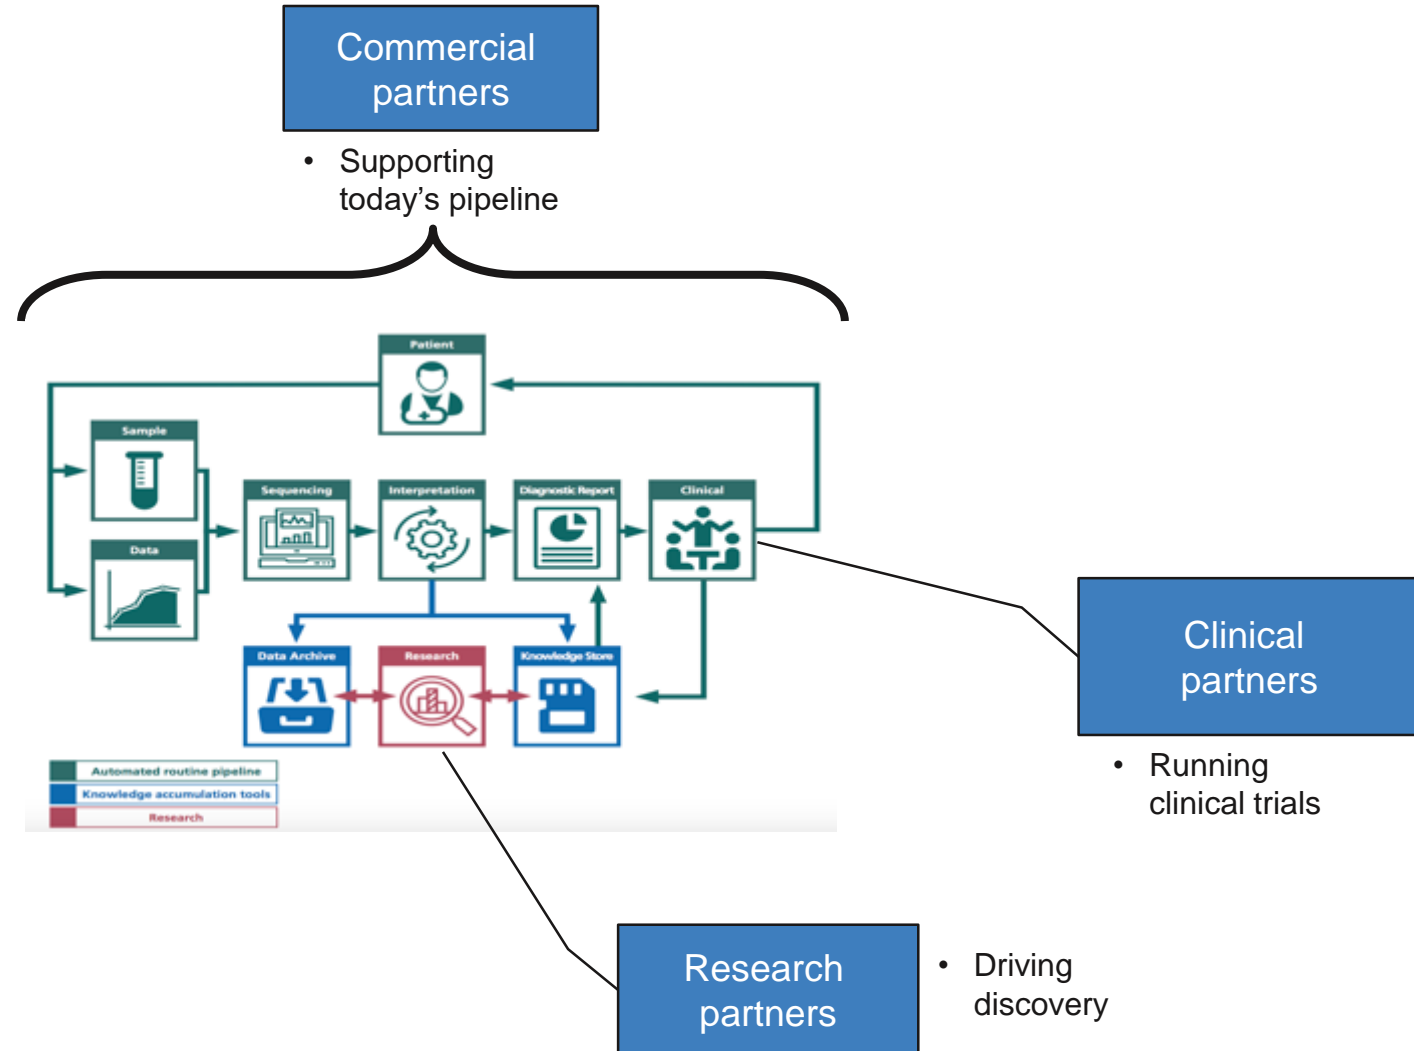 Commercial
partners
• Supporting
today's pipeline
Patient
Sample
Sequencing
Interpretation
Diagnostic Report
Clinical
Data
Data Archive
Research
Knowledge Store
Automated routine pipeline
Knowledge accumulation tools
Research
Clinical
partners
• Running
clinical trials
Research
partners
• Driving
discovery